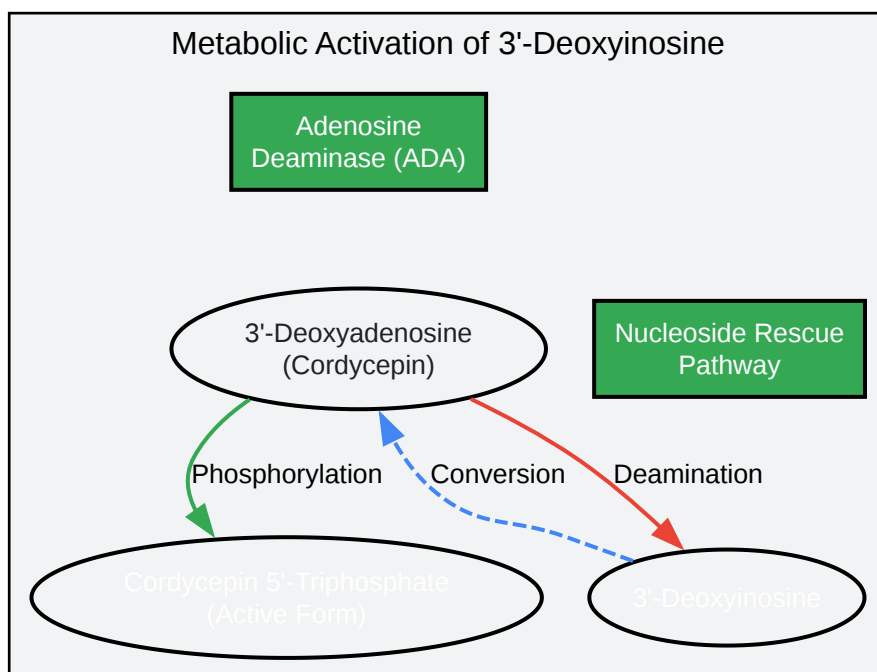 Metabolic Activation of 3'-Deoxyinosine
Adenosine
Deaminase (ADA)
3'-Deoxyadenosine
(Cordycepin)
Nucleoside Rescue
Pathway
Phosphorylation
Conversion
Deamination
Cordycepin 5'-Triphosphate
(Active Form)
3'-Deoxyinosine